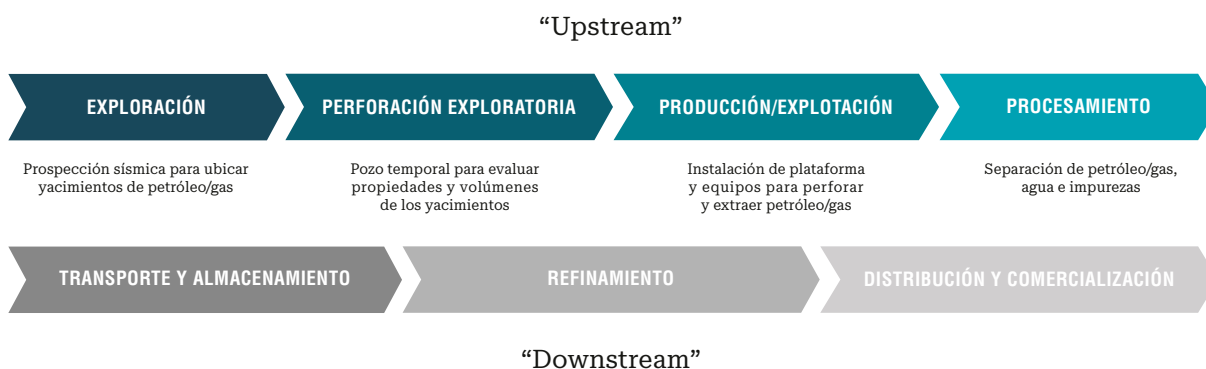 “Upstream”
EXPLORACIÓN
PERFORACIÓN EXPLORATORIA
PRODUCCIÓN/EXPLOTACIÓN
PROCESAMIENTO
Prospección sísmica para ubicar
yacimientos de petróleo/gas
Pozo temporal para evaluar
propiedades y volúmenes
de los yacimientos
Instalación de plataforma
y equipos para perforar
y extraer petróleo/gas
Separación de petróleo/gas,
agua e impurezas
TRANSPORTE Y ALMACENAMIENTO
REFINAMIENTO
DISTRIBUCIÓN Y COMERCIALIZACIÓN
“Downstream”